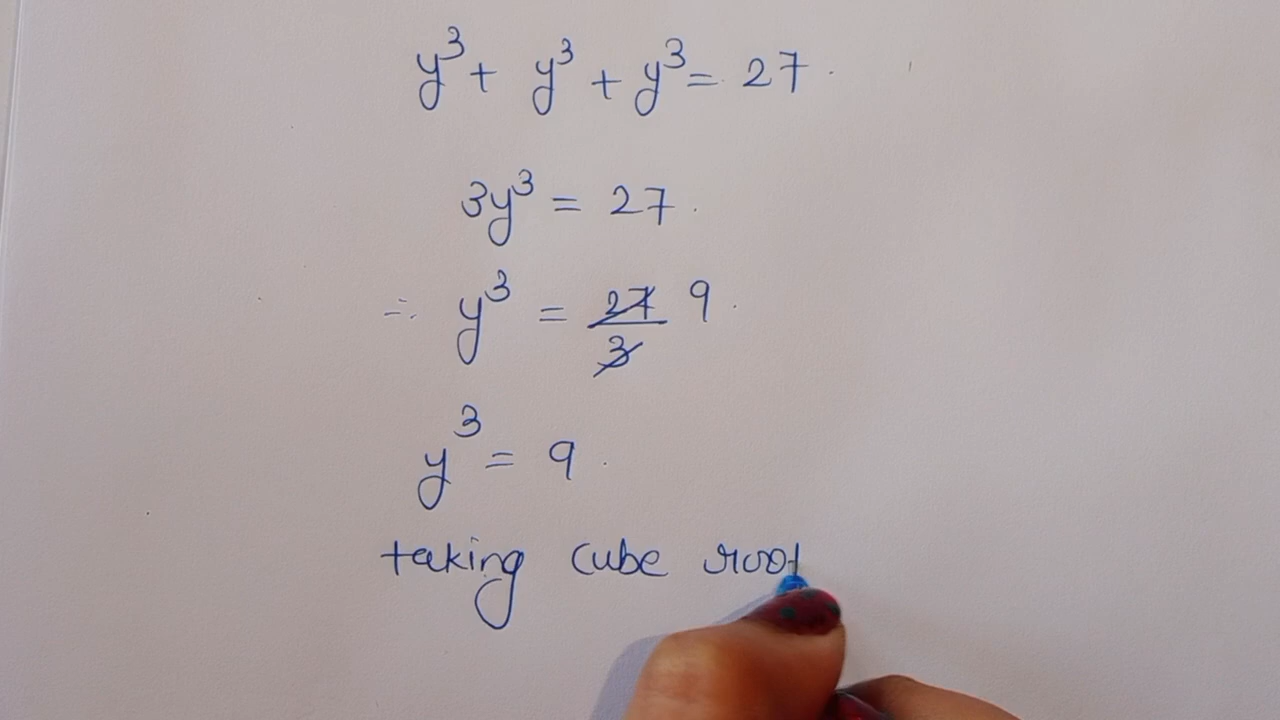 y³ + y³ + y³ = 27.
3y³ = 27.
∴ y³ = 27/3 9.
y³ = 9.
taking cube root